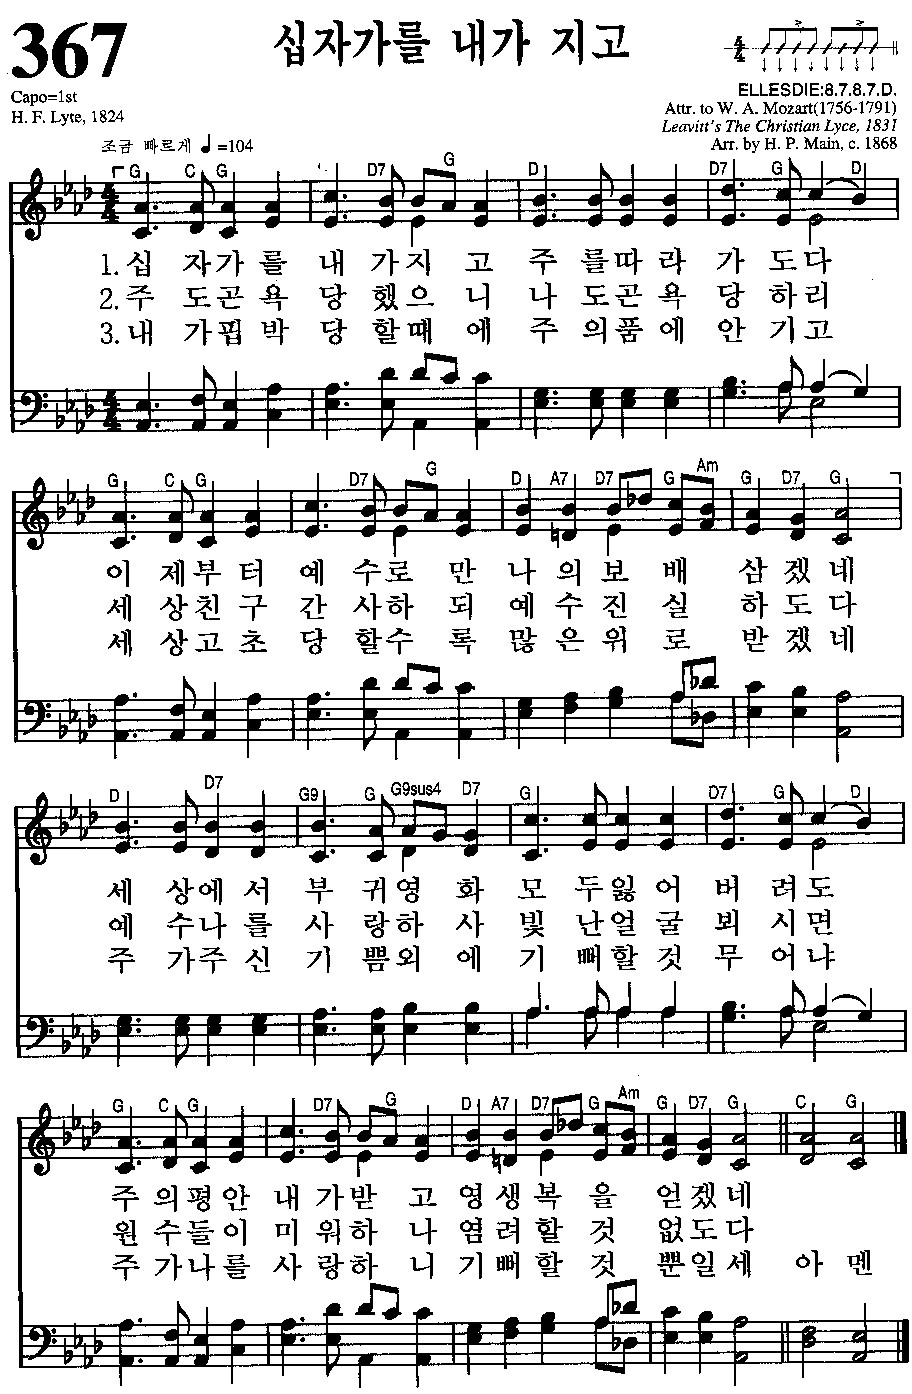 367
십자가를 내가 지고
4/4
Capo=1st
H. F. Lyte, 1824
ELLESDIE:8.7.8.7.D.
Attr. to W. A. Mozart(1756-1791)
Leavitt's The Christian Lyce, 1831
Arr. by H. P. Main, c. 1868
조금 빠르게 ♩=104
G C G D7 G D D7 G D
1. 십 자가 를 내 가지 고 주 를따 라 가 도다
2. 주 도곤 욕 당 했으 니 나 도곤 욕 당 하리
3. 내 가핍 박 당 할때 에 주 의품 에 안 기고
G C G D7 G D A7 D7 G Am G D7 G
이 제부 터 예 수로 만 나 의보 배 삼 겠네
세 상친 구 간 사하 되 예 수진 실 하 도다
세 상고 초 당 할수 록 많 은위 로 받 겠네
D D7 G9 G G9sus4 D7 G D7 G D
세 상에 서 부 귀영 화 모 두잃 어 버 려도
예 수나 를 사 랑하 사 빛 난얼 굴 뵈 시면
주 가주 신 기 쁨외 에 기 뻐할 것 무 어냐
G C G D7 G D A7 D7 G Am G D7 G C G
주 의평 안 내 가받 고 영 생복 을 얻 겠네
원 수들 이 미 워하 나 염 려할 것 없 도다
주 가나 를 사 랑하 니 기 뻐할 것 뿐 일세 아 멘